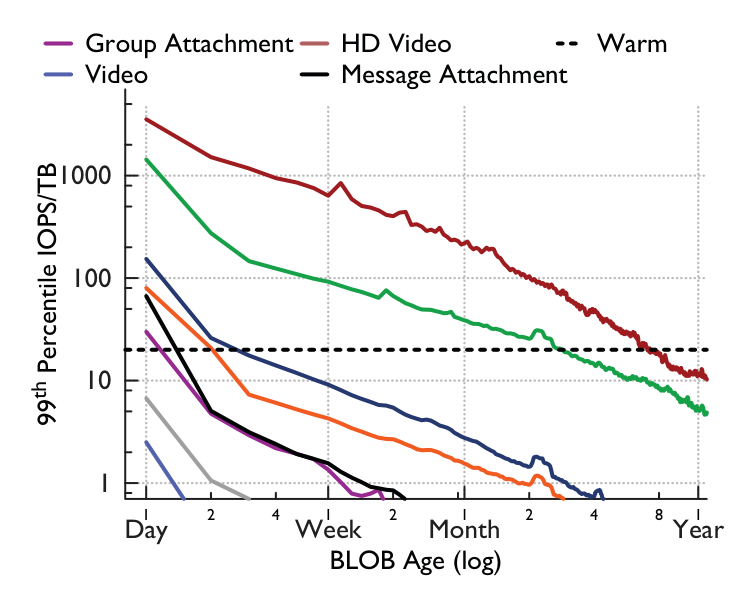 Group Attachment HD Video Warm
Video Message Attachment
99th Percentile IOPS/TB
1000
100
10
1
Day 2 4 Week 2 Month 2 4 8 Year
BLOB Age (log)